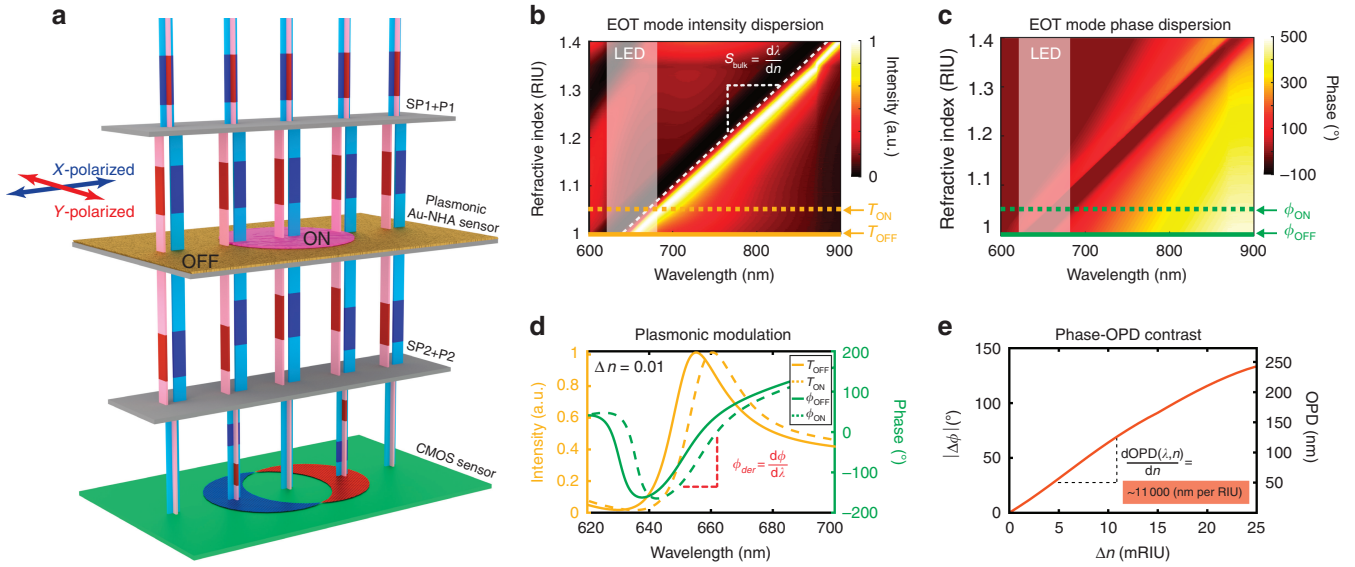 a
SP1+P1
X-polarized
Y-polarized
Plasmonic
Au-NHA sensor
ON
OFF
SP2+P2
CMOS sensor
b
EOT mode intensity dispersion
LED
S_bulk = dλ/dn
Refractive index (RIU)
1.4
1.3
1.2
1.1
1
600
700
800
900
Wavelength (nm)
1
0
Intensity (a.u.)
T_ON
T_OFF
c
EOT mode phase dispersion
LED
Refractive index (RIU)
1.4
1.3
1.2
1.1
1
600
700
800
900
Wavelength (nm)
500
300
100
−100
Phase (°)
ϕ_ON
ϕ_OFF
d
Plasmonic modulation
Δn = 0.01
T_OFF
T_ON
ϕ_OFF
ϕ_ON
ϕ_der = dϕ/dλ
Intensity (a.u.)
1
0.8
0.6
0.4
0.2
0
620
640
660
680
700
Wavelength (nm)
200
100
0
−100
−200
Phase (°)
e
Phase-OPD contrast
|Δϕ|(°)
150
100
50
0
0
5
10
15
20
25
Δn (mRIU)
250
200
150
100
50
OPD (nm)
dOPD(λ,n)/dn =
~11 000 (nm per RIU)